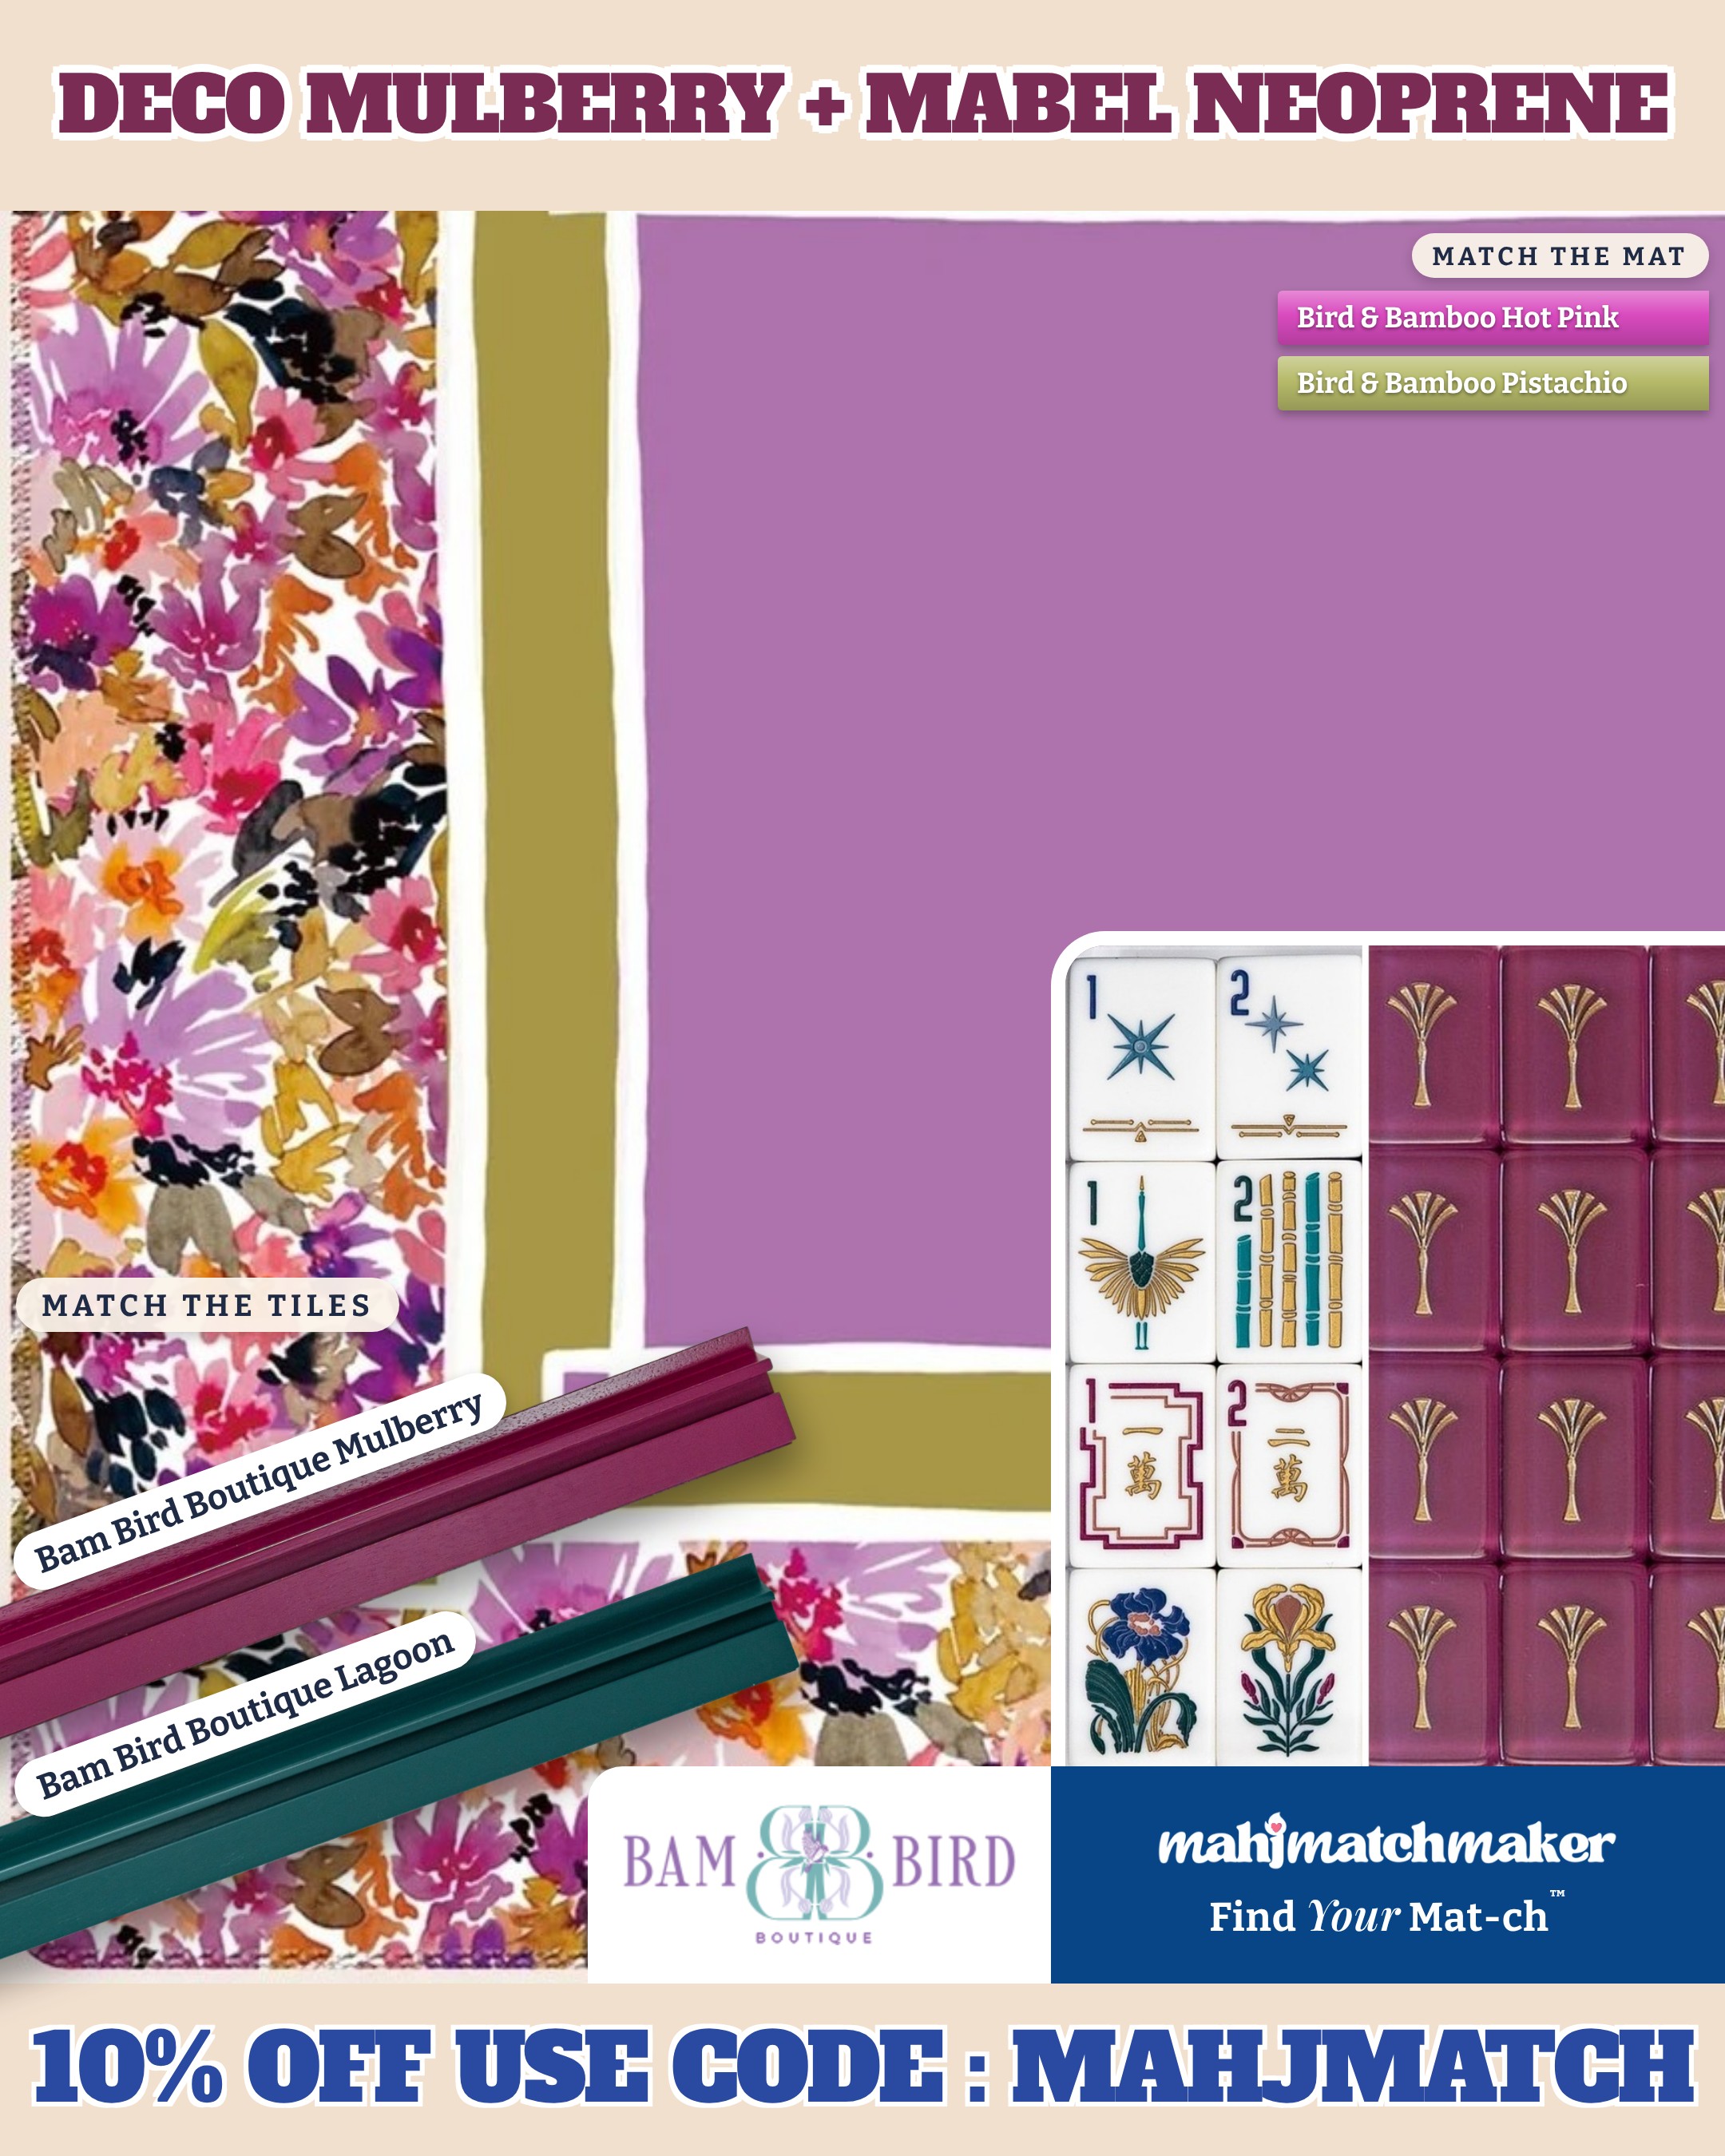 DECO MULBERRY + MABEL NEOPRENE
MATCH THE MAT
Bird & Bamboo Hot Pink
Bird & Bamboo Pistachio
1
2
1
2
1
2
一
二
萬
萬
MATCH THE TILES
Bam Bird Boutique Mulberry
Bam Bird Boutique Lagoon
BAM BIRD
BOUTIQUE
mahjmatchmaker
Find Your Mat-ch™
10% OFF USE CODE : MAHJMATCH